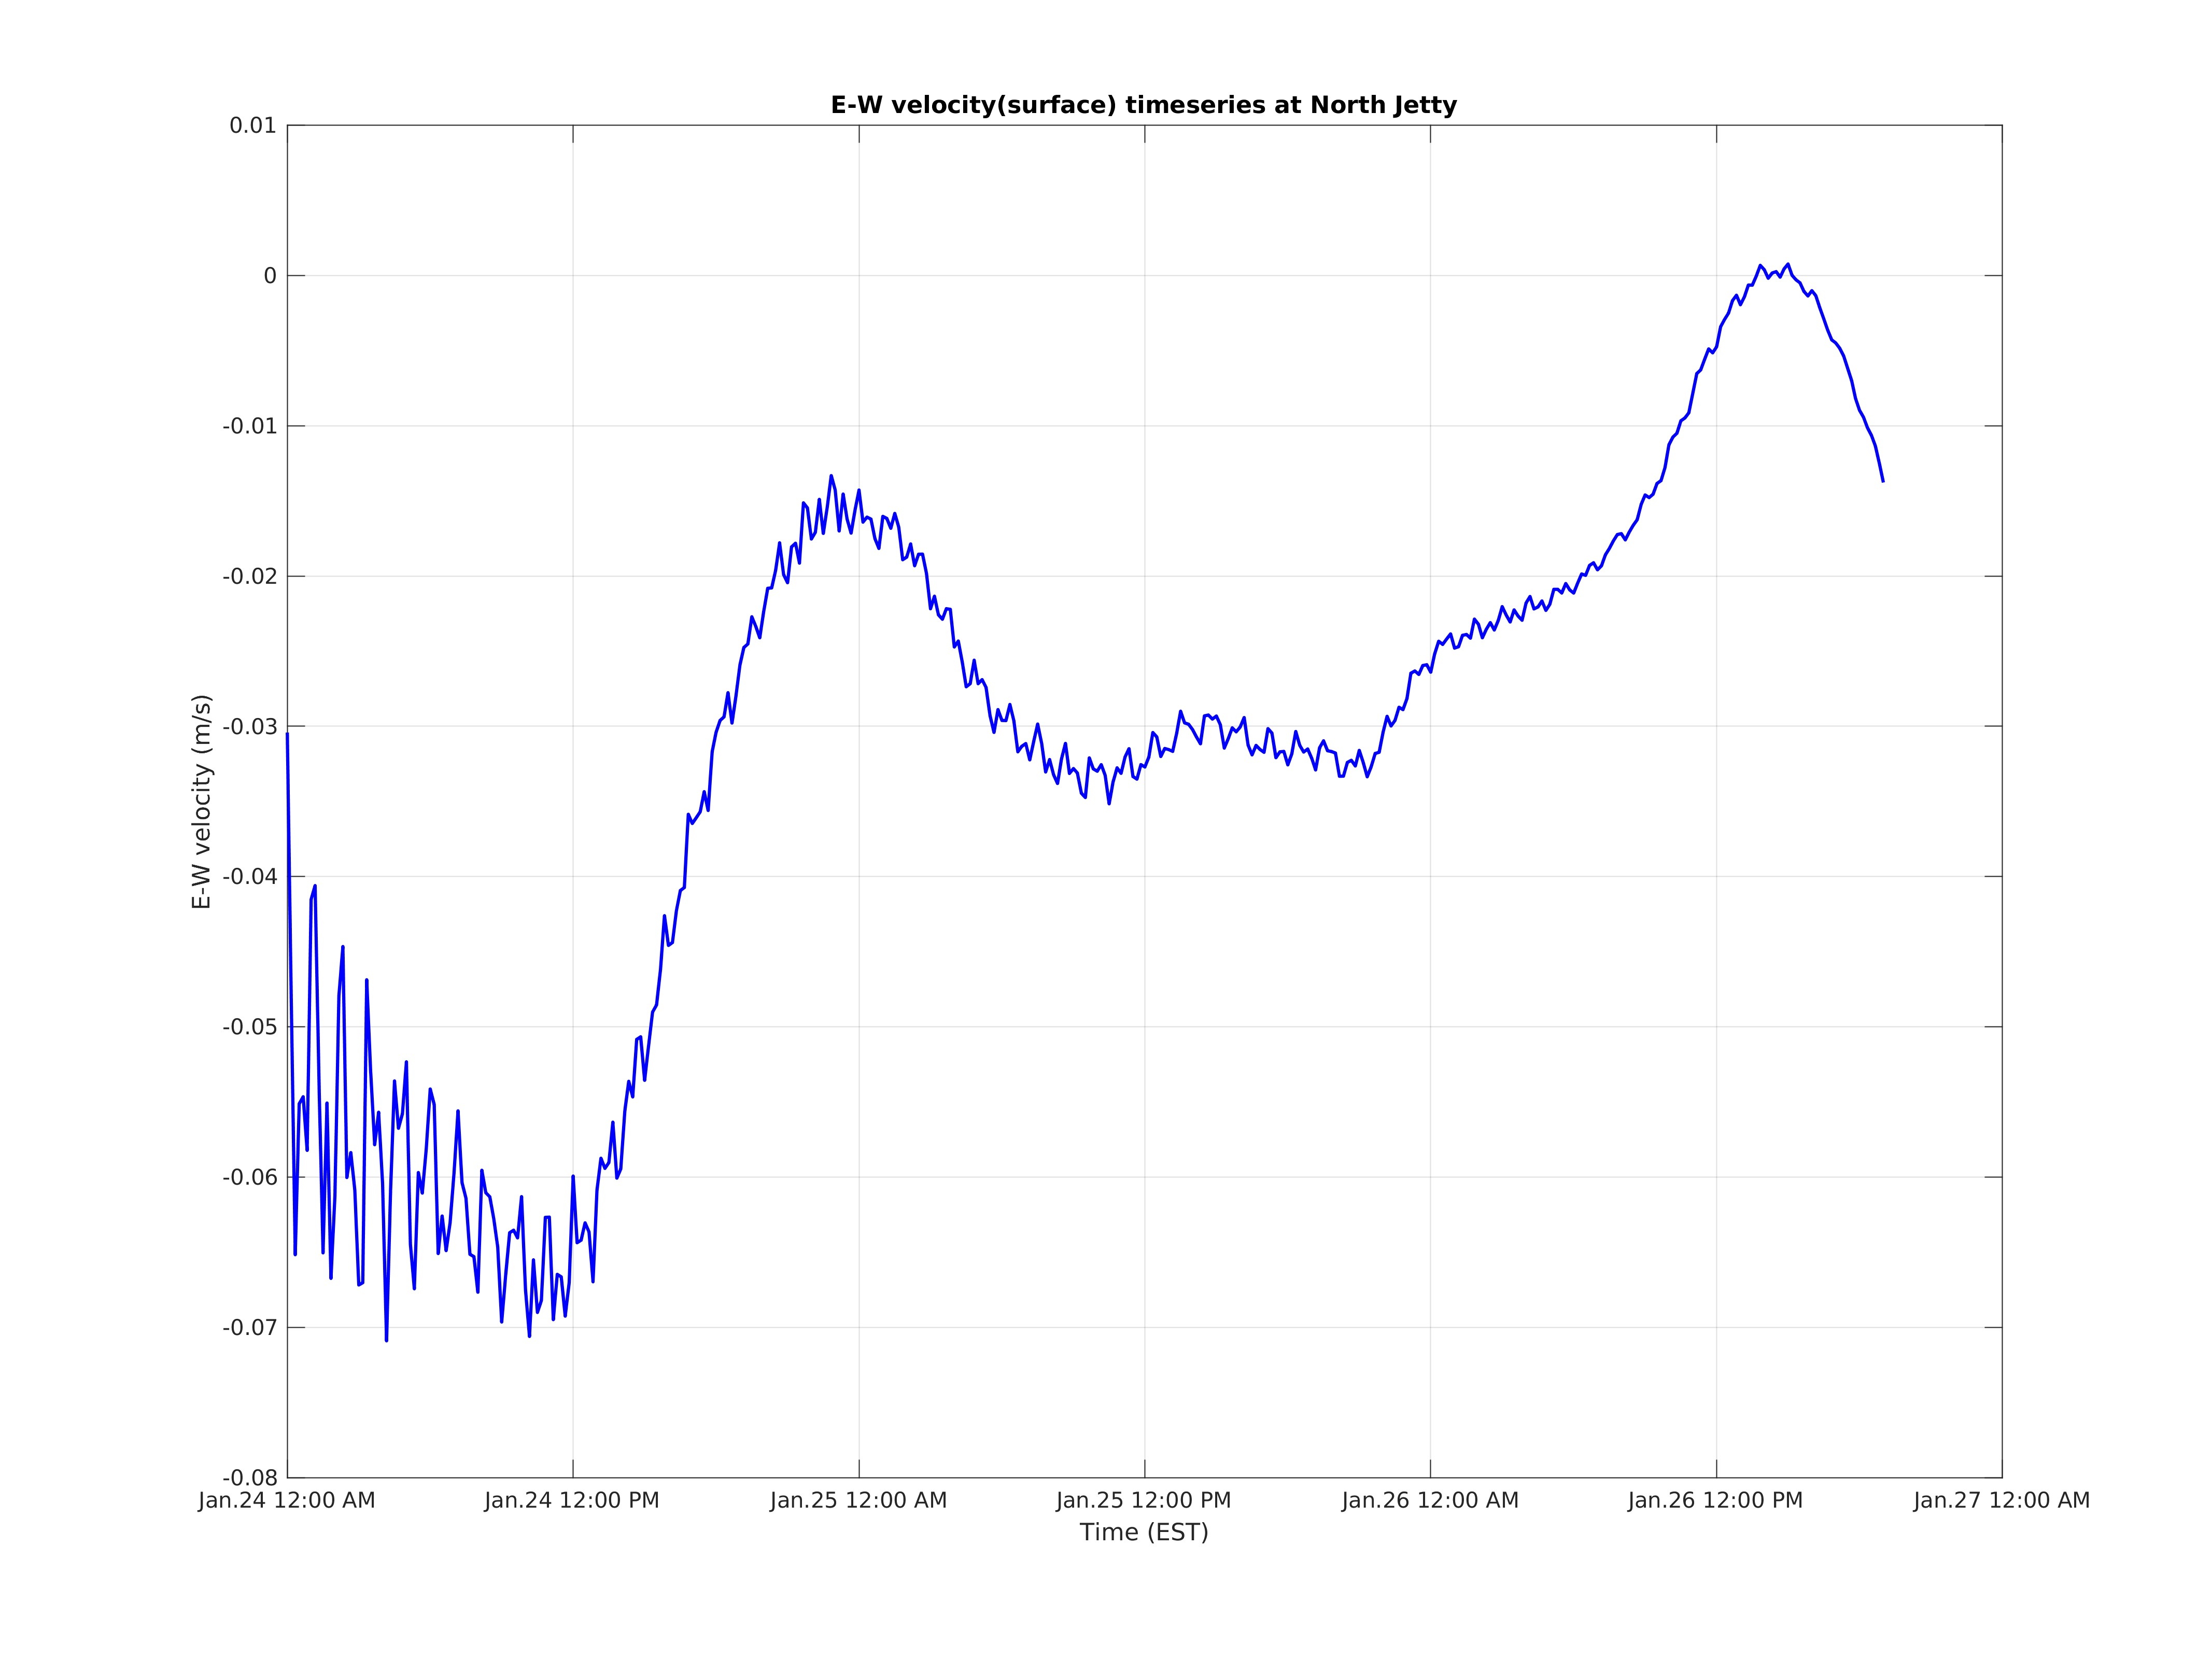 E-W velocity(surface) timeseries at North Jetty
0.01
0
-0.01
-0.02
-0.03
-0.04
-0.05
-0.06
-0.07
-0.08
E-W velocity (m/s)
Jan.24 12:00 AM Jan.24 12:00 PM Jan.25 12:00 AM Jan.25 12:00 PM Jan.26 12:00 AM Jan.26 12:00 PM Jan.27 12:00 AM
Time (EST)